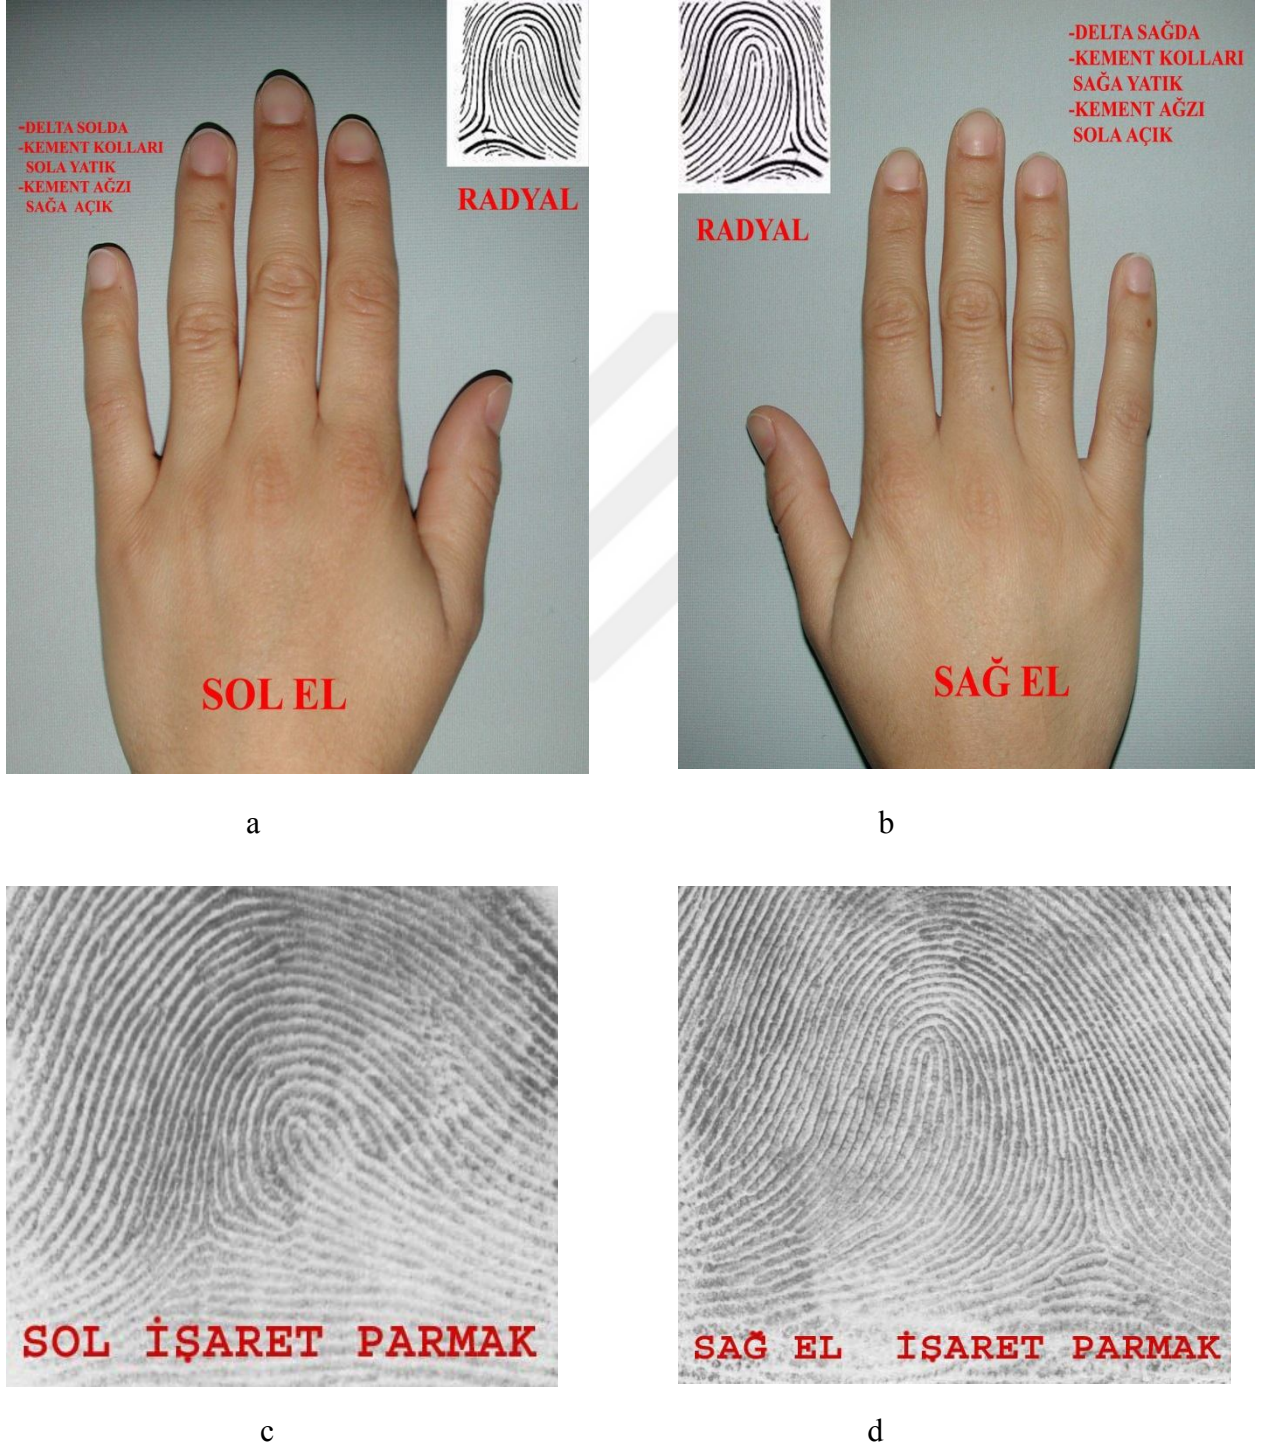 -DELTA SOLDA
-KEMENT KOLLARI
SOLA YATIK
-KEMENT AĞZI
SAĞA AÇIK
RADYAL
SOL EL
a
-DELTA SAĞDA
-KEMENT KOLLARI
SAĞA YATIK
-KEMENT AĞZI
SOLA AÇIK
RADYAL
SAĞ EL
b
SOL İŞARET PARMAK
c
SAĞ EL İŞARET PARMAK
d